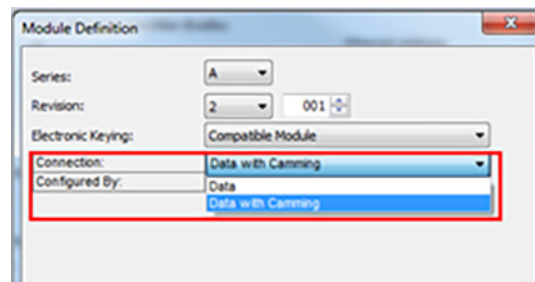 Module Definition
Series: A
Revision: 2 001
Electronic Keying: Compatible Module
Connection: Data with Camming
Configured By: Data
Data with Camming